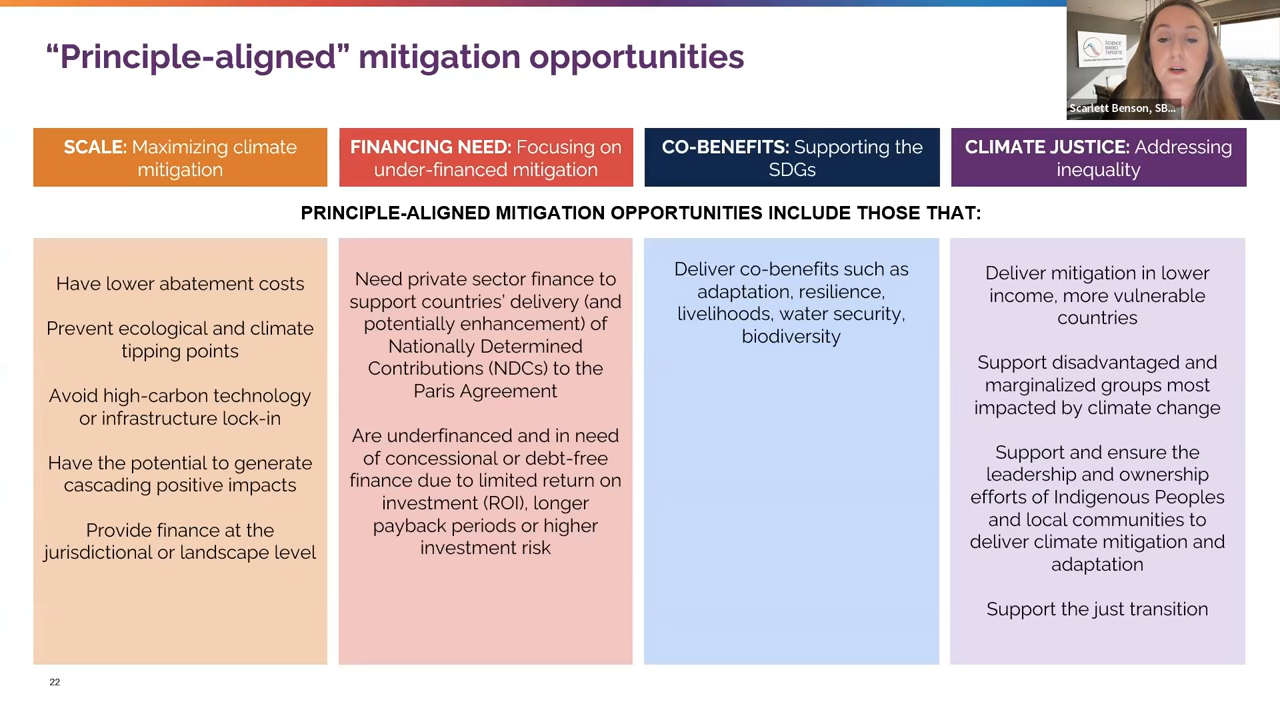 “Principle-aligned” mitigation opportunities
SCIENCE
BASED
TARGETS
Scarlett Benson, SB...
SCALE: Maximizing climate
mitigation
FINANCING NEED: Focusing on
under-financed mitigation
CO-BENEFITS: Supporting the
SDGs
CLIMATE JUSTICE: Addressing
inequality
PRINCIPLE-ALIGNED MITIGATION OPPORTUNITIES INCLUDE THOSE THAT:
Have lower abatement costs
Prevent ecological and climate
tipping points
Avoid high-carbon technology
or infrastructure lock-in
Have the potential to generate
cascading positive impacts
Provide finance at the
jurisdictional or landscape level
Need private sector finance to
support countries’ delivery (and
potentially enhancement) of
Nationally Determined
Contributions (NDCs) to the
Paris Agreement
Are underfinanced and in need
of concessional or debt-free
finance due to limited return on
investment (ROI), longer
payback periods or higher
investment risk
Deliver co-benefits such as
adaptation, resilience,
livelihoods, water security,
biodiversity
Deliver mitigation in lower
income, more vulnerable
countries
Support disadvantaged and
marginalized groups most
impacted by climate change
Support and ensure the
leadership and ownership
efforts of Indigenous Peoples
and local communities to
deliver climate mitigation and
adaptation
Support the just transition
22